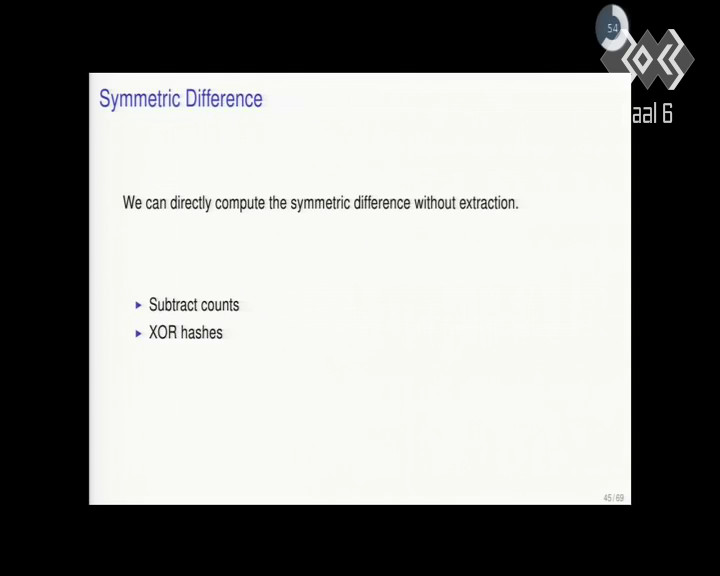 54
aal 6
Symmetric Difference
We can directly compute the symmetric difference without extraction.
Subtract counts
XOR hashes
45 / 69